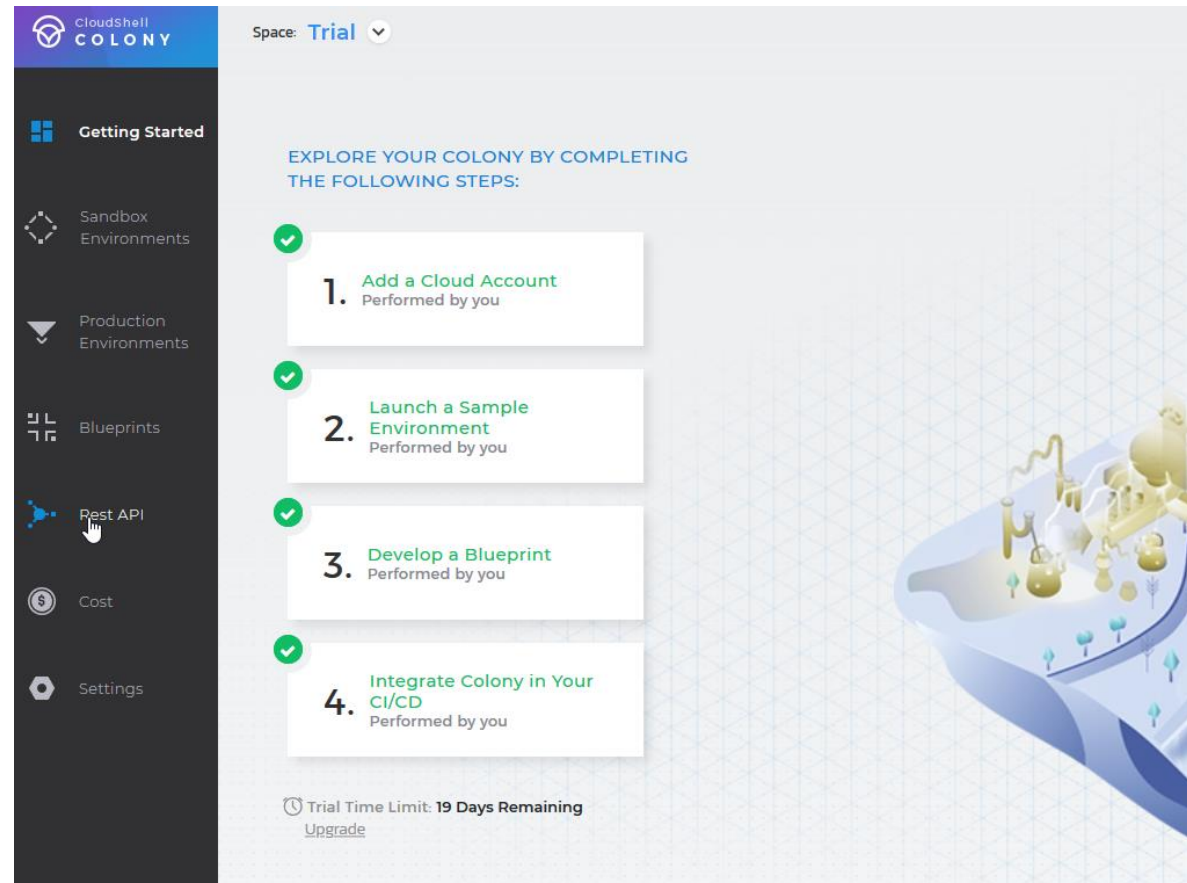 CloudShell
COLONY
Space: Trial
Getting Started
Sandbox
Environments
Production
Environments
Blueprints
Rest API
Cost
Settings
EXPLORE YOUR COLONY BY COMPLETING
THE FOLLOWING STEPS:
1. Add a Cloud Account
Performed by you
2. Launch a Sample
Environment
Performed by you
3. Develop a Blueprint
Performed by you
4. Integrate Colony in Your
CI/CD
Performed by you
Trial Time Limit: 19 Days Remaining
Upgrade